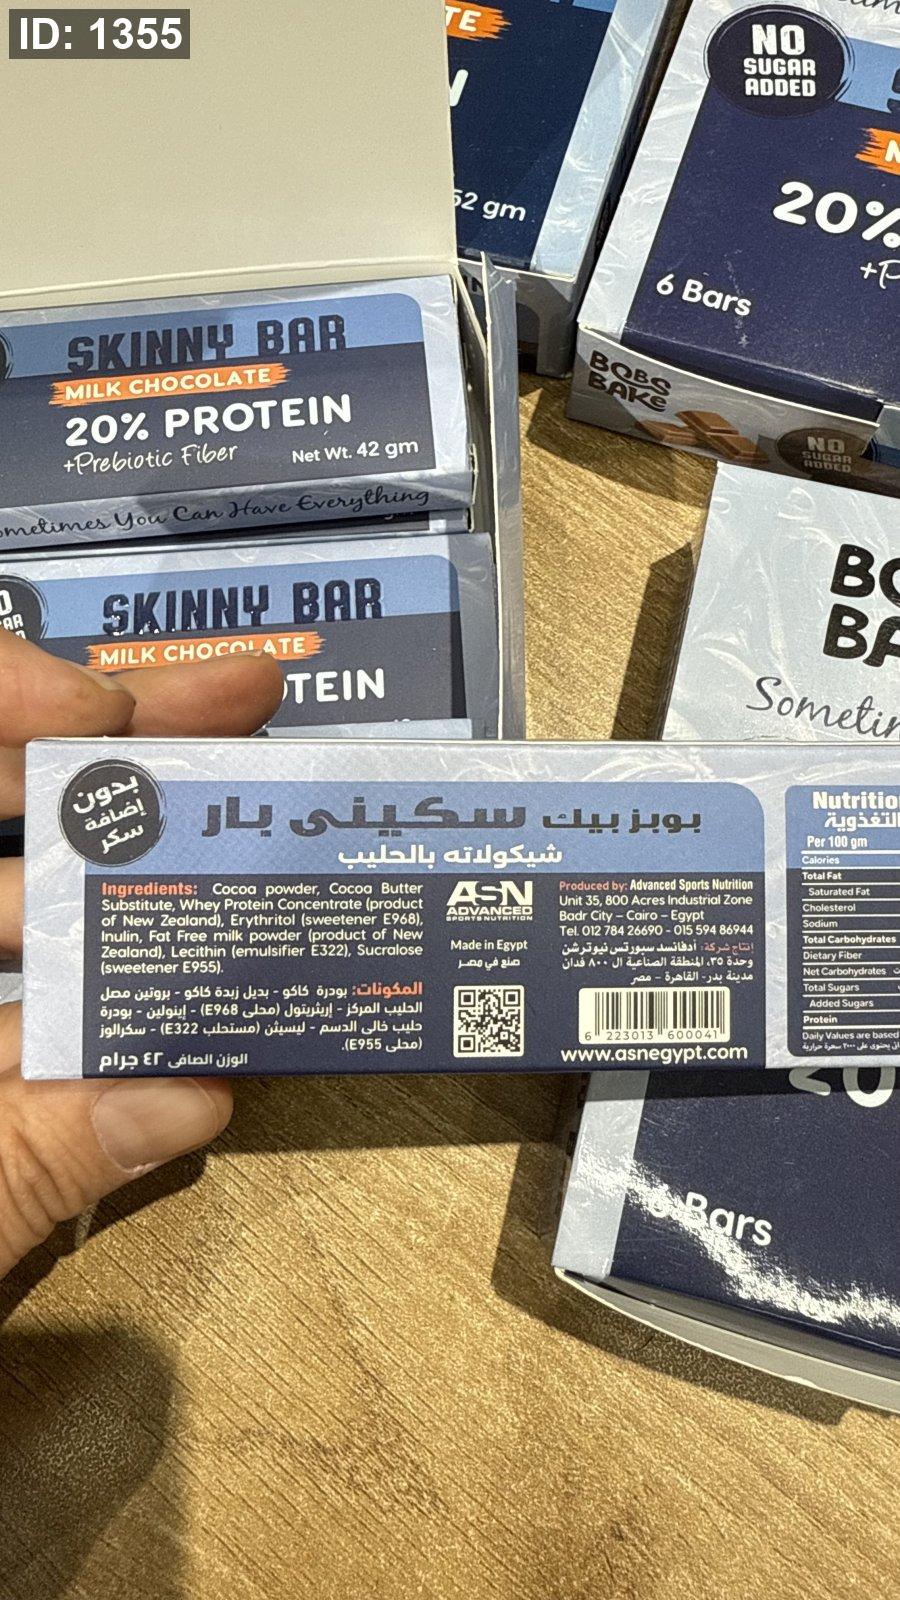 ID: 1355
TE
52 gm
NO
SUGAR
ADDED
20%
6 Bars
BOBS
BAKE
NO
SUGAR
ADDED
SKINNY BAR
MILK CHOCOLATE
20% PROTEIN
+Prebiotic Fiber
Net Wt. 42 gm
ometimes You Can Have Everything
SKINNY BAR
MILK CHOCOLATE
OTEIN
بدون
إضافة
سكر
بوبز بيك سكينى بار
شيكولاته بالحليب
Ingredients: Cocoa powder, Cocoa Butter
Substitute, Whey Protein Concentrate (product
of New Zealand), Erythritol (sweetener E968),
Inulin, Fat Free milk powder (product of New
Zealand), Lecithin (emulsifier E322), Sucralose
(sweetener E955).
المكونات: بودرة كاكو - بديل زبدة كاكو - بروتين مصل
الحليب المركز - إريثريتول (محلى E968) - إينولين - بودرة
حليب خالى الدسم - ليسيثن (مستحلب E322) - سكرالوز
(محلى E955).
الوزن الصافى ٤٢ جرام
ASN
ADVANCED
SPORTS NUTRITION
Made in Egypt
صنع في مصر
Produced by: Advanced Sports Nutrition
Unit 35, 800 Acres Industrial Zone
Badr City – Cairo – Egypt
Tel. 012 784 26690 - 015 594 86944
إنتاج شركة: أدفانسد سبورتس نيوترشن
وحدة ٣٥، المنطقة الصناعية ال ٨٠٠ فدان
مدينة بدر- القاهرة – مصر
6 223013 600041
www.asnegypt.com
Nutrition
التغذوية
Per 100 gm
Calories
Total Fat
Saturated Fat
Cholesterol
Sodium
Total Carbohydrates
Dietary Fiber
Net Carbohydrates
Total Sugars
Added Sugars
Protein
Daily Values are based
6 Bars